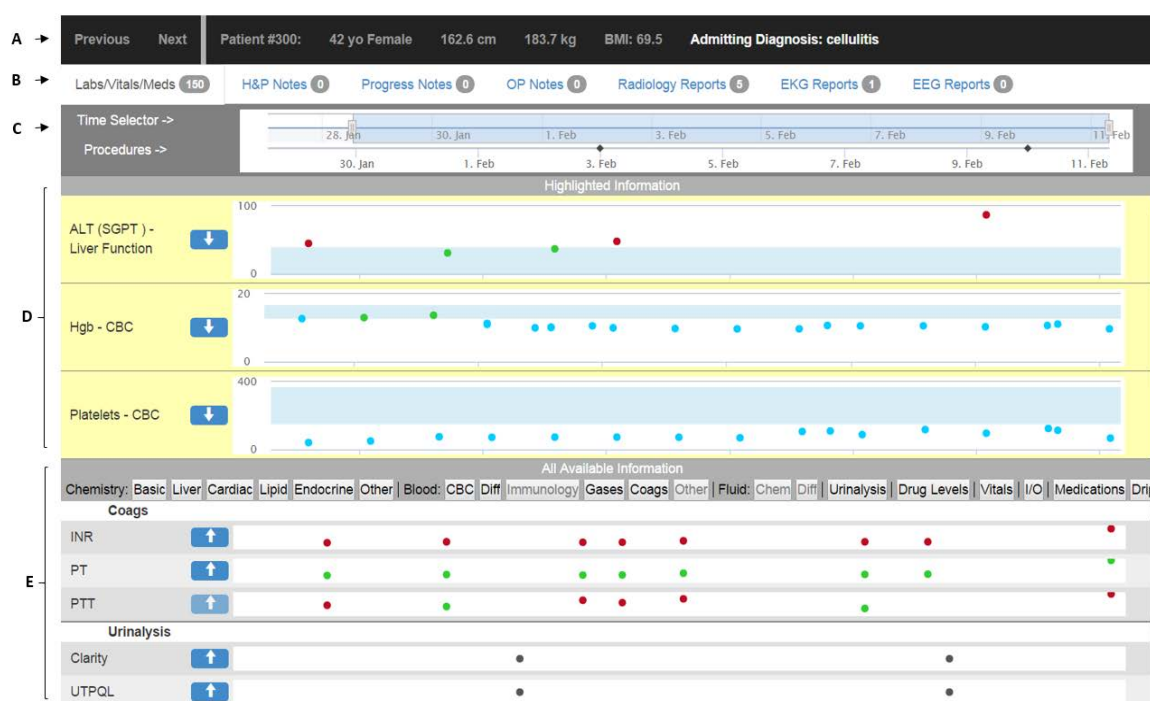 A → Previous Next Patient #300: 42 yo Female 162.6 cm 183.7 kg BMI: 69.5 Admitting Diagnosis: cellulitis
B → Labs/Vitals/Meds 150 H&P Notes 0 Progress Notes 0 OP Notes 0 Radiology Reports 5 EKG Reports 1 EEG Reports 0
C → Time Selector ->
28. Jan 30. Jan 1. Feb 3. Feb 5. Feb 7. Feb 9. Feb 11. Feb
Procedures ->
30. Jan 1. Feb 3. Feb 5. Feb 7. Feb 9. Feb 11. Feb
Highlighted Information
D
100
ALT (SGPT ) -
Liver Function
0
20
Hgb - CBC
0
400
Platelets - CBC
0
All Available Information
E
Chemistry: Basic Liver Cardiac Lipid Endocrine Other | Blood: CBC Diff Immunology Gases Coags Other | Fluid: Chem Diff | Urinalysis | Drug Levels | Vitals | I/O | Medications Drip
Coags
INR
PT
PTT
Urinalysis
Clarity
UTPQL